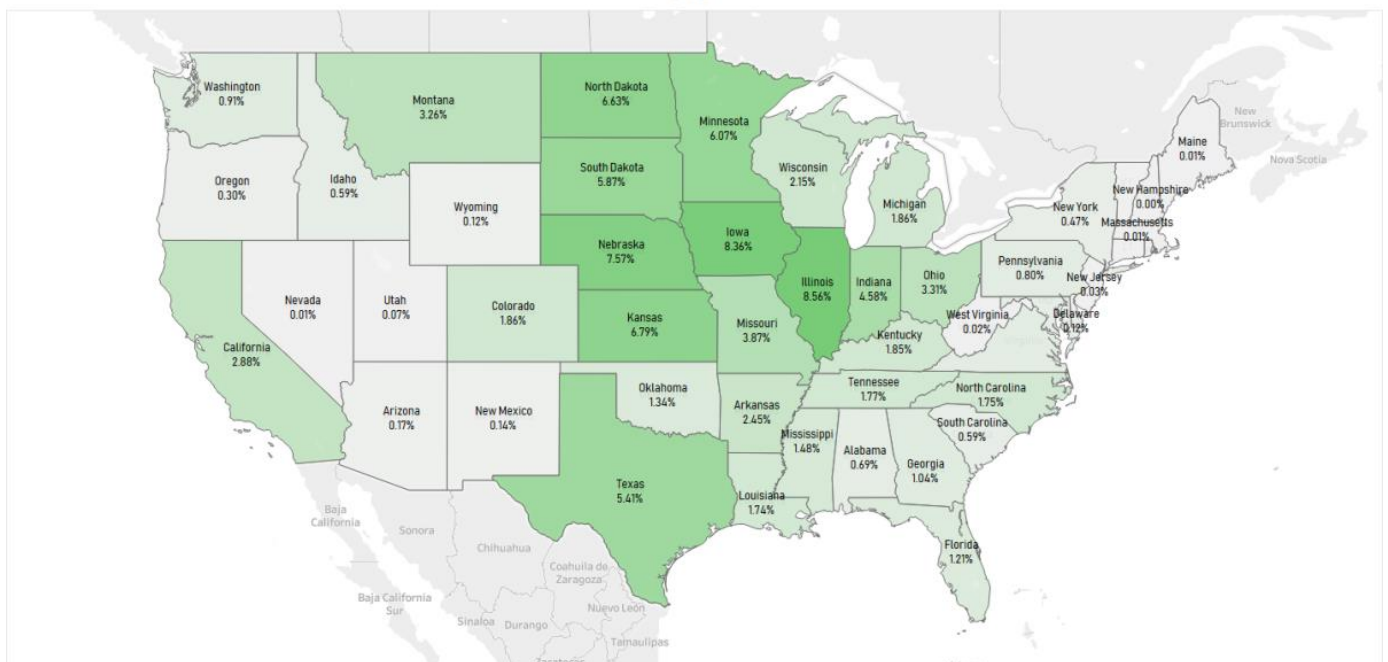 Washington
0.91%
Montana
3.26%
North Dakota
6.63%
Minnesota
6.07%
Maine
0.01%
New
Brunswick
Nova Scotia
Oregon
0.30%
Idaho
0.59%
Wyoming
0.12%
South Dakota
5.87%
Wisconsin
2.15%
Michigan
1.86%
New York
0.47%
New Hampshire
0.00%
Massachusetts
0.01%
Nebraska
7.57%
Iowa
8.36%
Illinois
8.56%
Indiana
4.58%
Ohio
3.31%
Pennsylvania
0.80%
New Jersey
0.03%
Nevada
0.01%
Utah
0.07%
Colorado
1.86%
Kansas
6.79%
Missouri
3.87%
Kentucky
1.85%
West Virginia
0.02%
Delaware
0.12%
California
2.88%
Arizona
0.17%
New Mexico
0.14%
Oklahoma
1.34%
Arkansas
2.45%
Tennessee
1.77%
North Carolina
1.75%
South Carolina
0.59%
Texas
5.41%
Louisiana
1.74%
Mississippi
1.48%
Alabama
0.69%
Georgia
1.04%
Florida
1.21%
Baja
California
Sonora
Chihuahua
Coahuila de
Zaragoza
Baja California
Sur
Sinaloa
Durango
Nuevo León
Tamaulipas